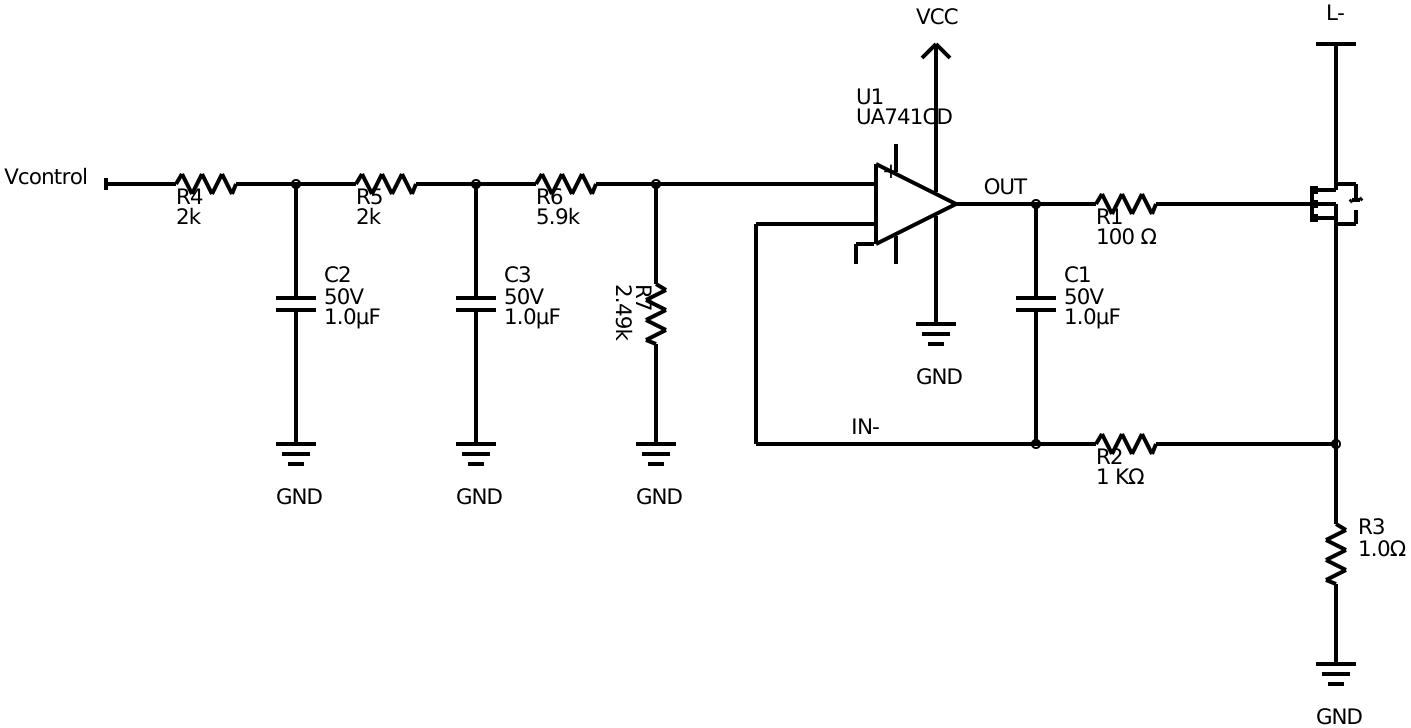 VCC
L-
U1
UA741CD
+
Vcontrol
R4
2k
R5
2k
R6
5.9k
OUT
R1
100 Ω
C2
50V
1.0µF
C3
50V
1.0µF
R7
2.49k
C1
50V
1.0µF
GND
IN-
R2
1 KΩ
GND
GND
GND
R3
1.0Ω
GND